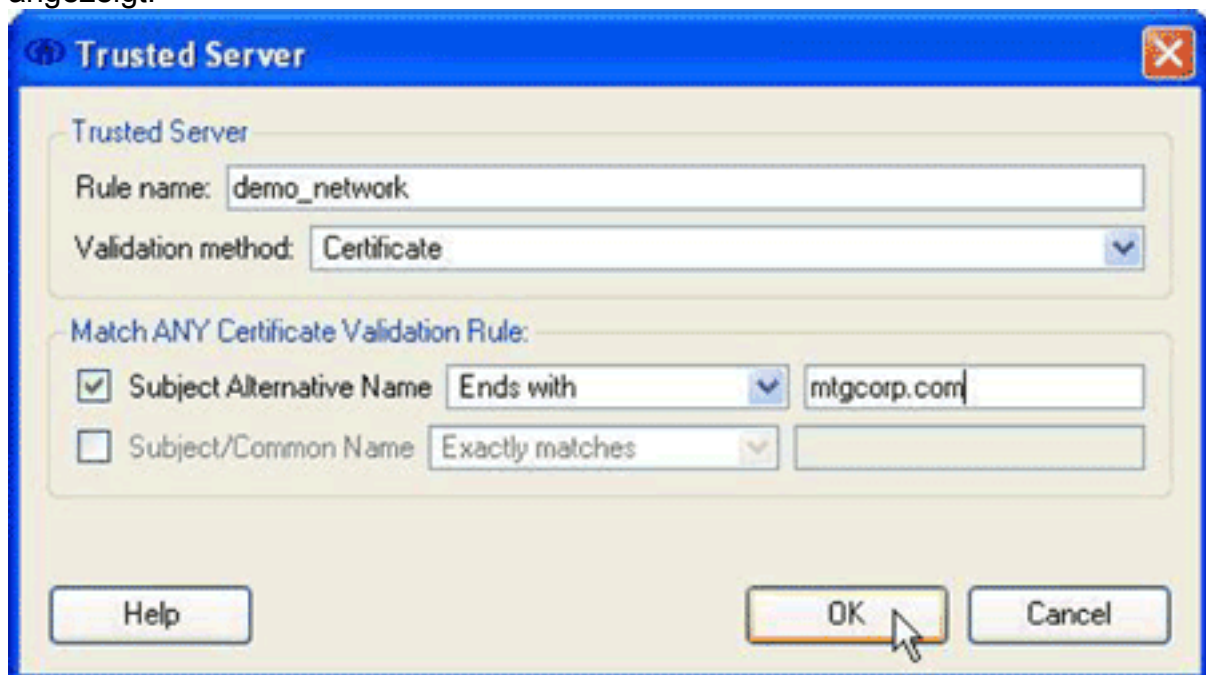 angezeigt.
Trusted Server
Trusted Server
Rule name: demo_network
Validation method: Certificate
Match ANY Certificate Validation Rule:
Subject Alternative Name Ends with mtgcorp.com
Subject/Common Name Exactly matches
Help OK Cancel